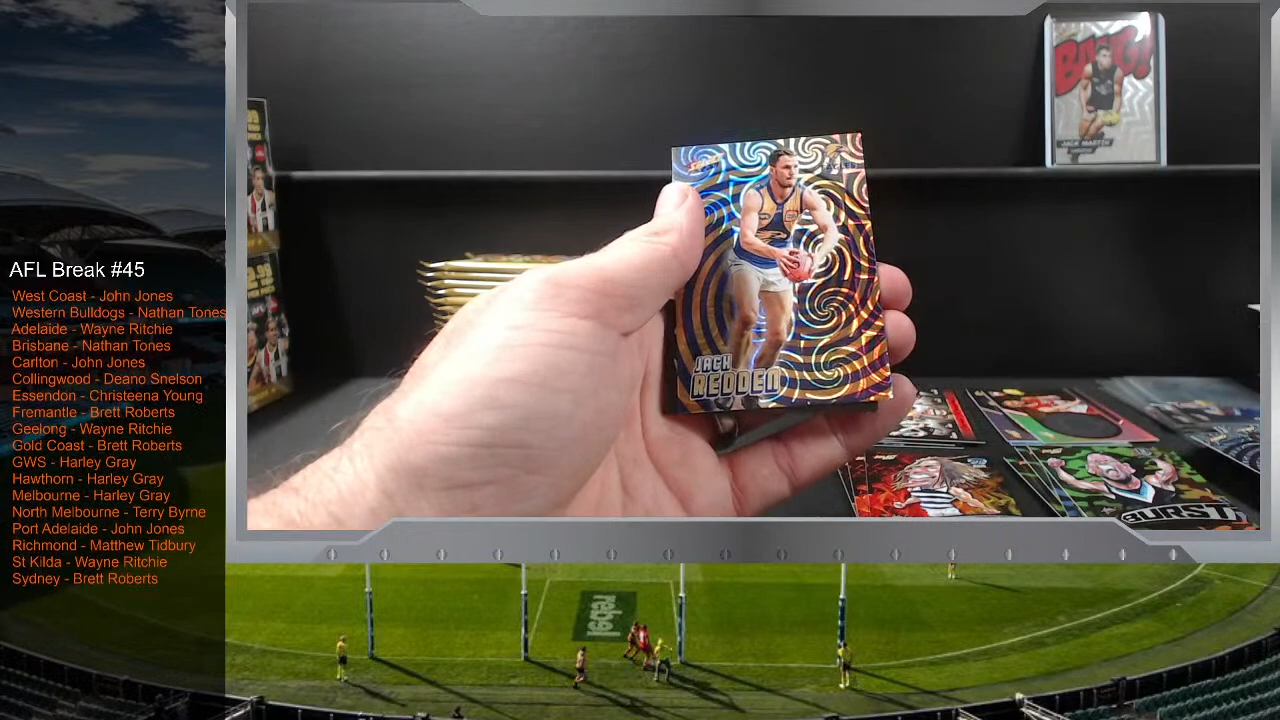 AFL Break #45
West Coast - John Jones
Western Bulldogs - Nathan Tones
Adelaide - Wayne Ritchie
Brisbane - Nathan Tones
Carlton - John Jones
Collingwood - Deano Snelson
Essendon - Christeena Young
Fremantle - Brett Roberts
Geelong - Wayne Ritchie
Gold Coast - Brett Roberts
GWS - Harley Gray
Hawthorn - Harley Gray
Melbourne - Harley Gray
North Melbourne - Terry Byrne
Port Adelaide - John Jones
Richmond - Matthew Tidbury
St Kilda - Wayne Ritchie
Sydney - Brett Roberts
BANG!
JACK MARTIN
JACK
REDDEN
BURST
rebel